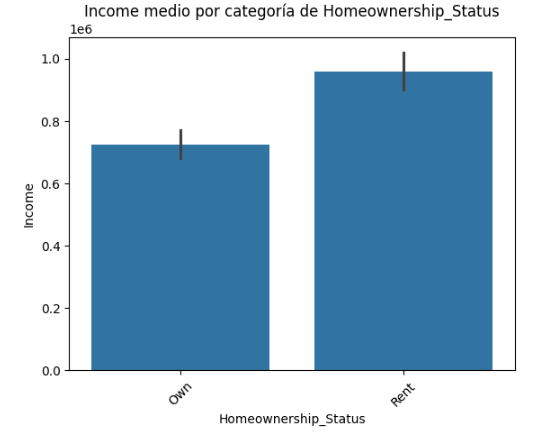 Income medio por categoría de Homeownership_Status
1e6
1.0
0.8
0.6
0.4
0.2
0.0
Income
Own
Rent
Homeownership_Status